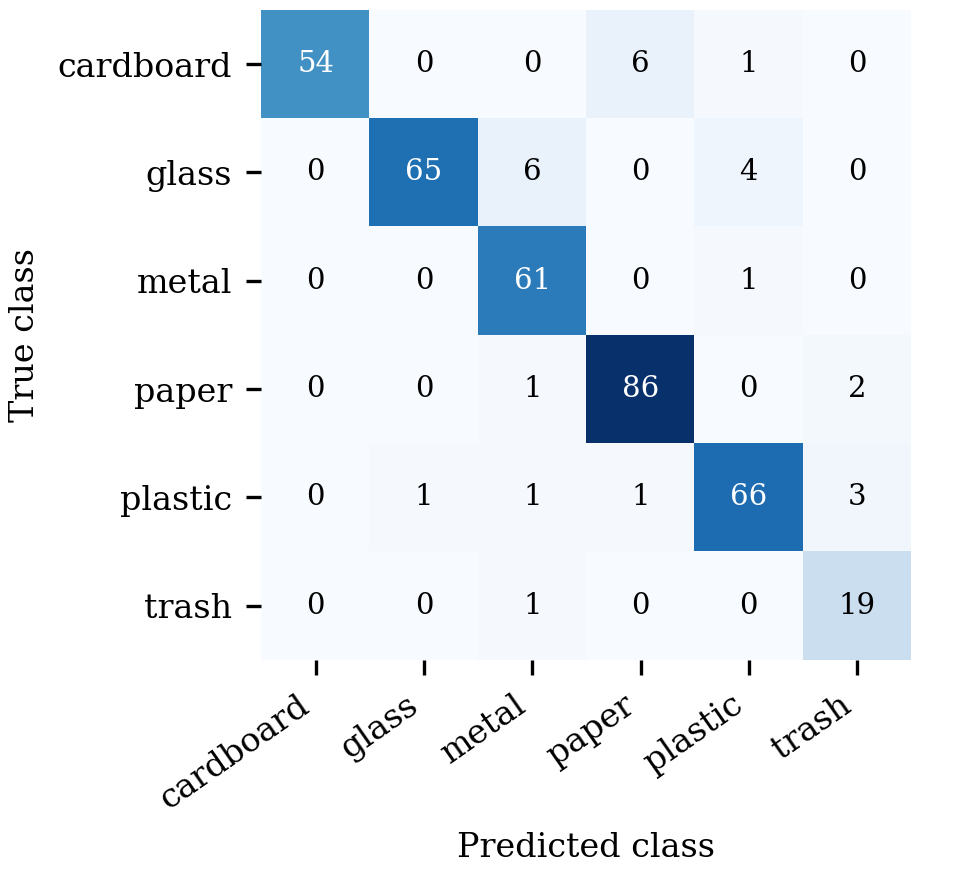 cardboard 54 0 0 6 1 0
glass 0 65 6 0 4 0
metal 0 0 61 0 1 0
paper 0 0 1 86 0 2
plastic 0 1 1 1 66 3
trash 0 0 1 0 0 19
True class
cardboard glass metal paper plastic trash
Predicted class